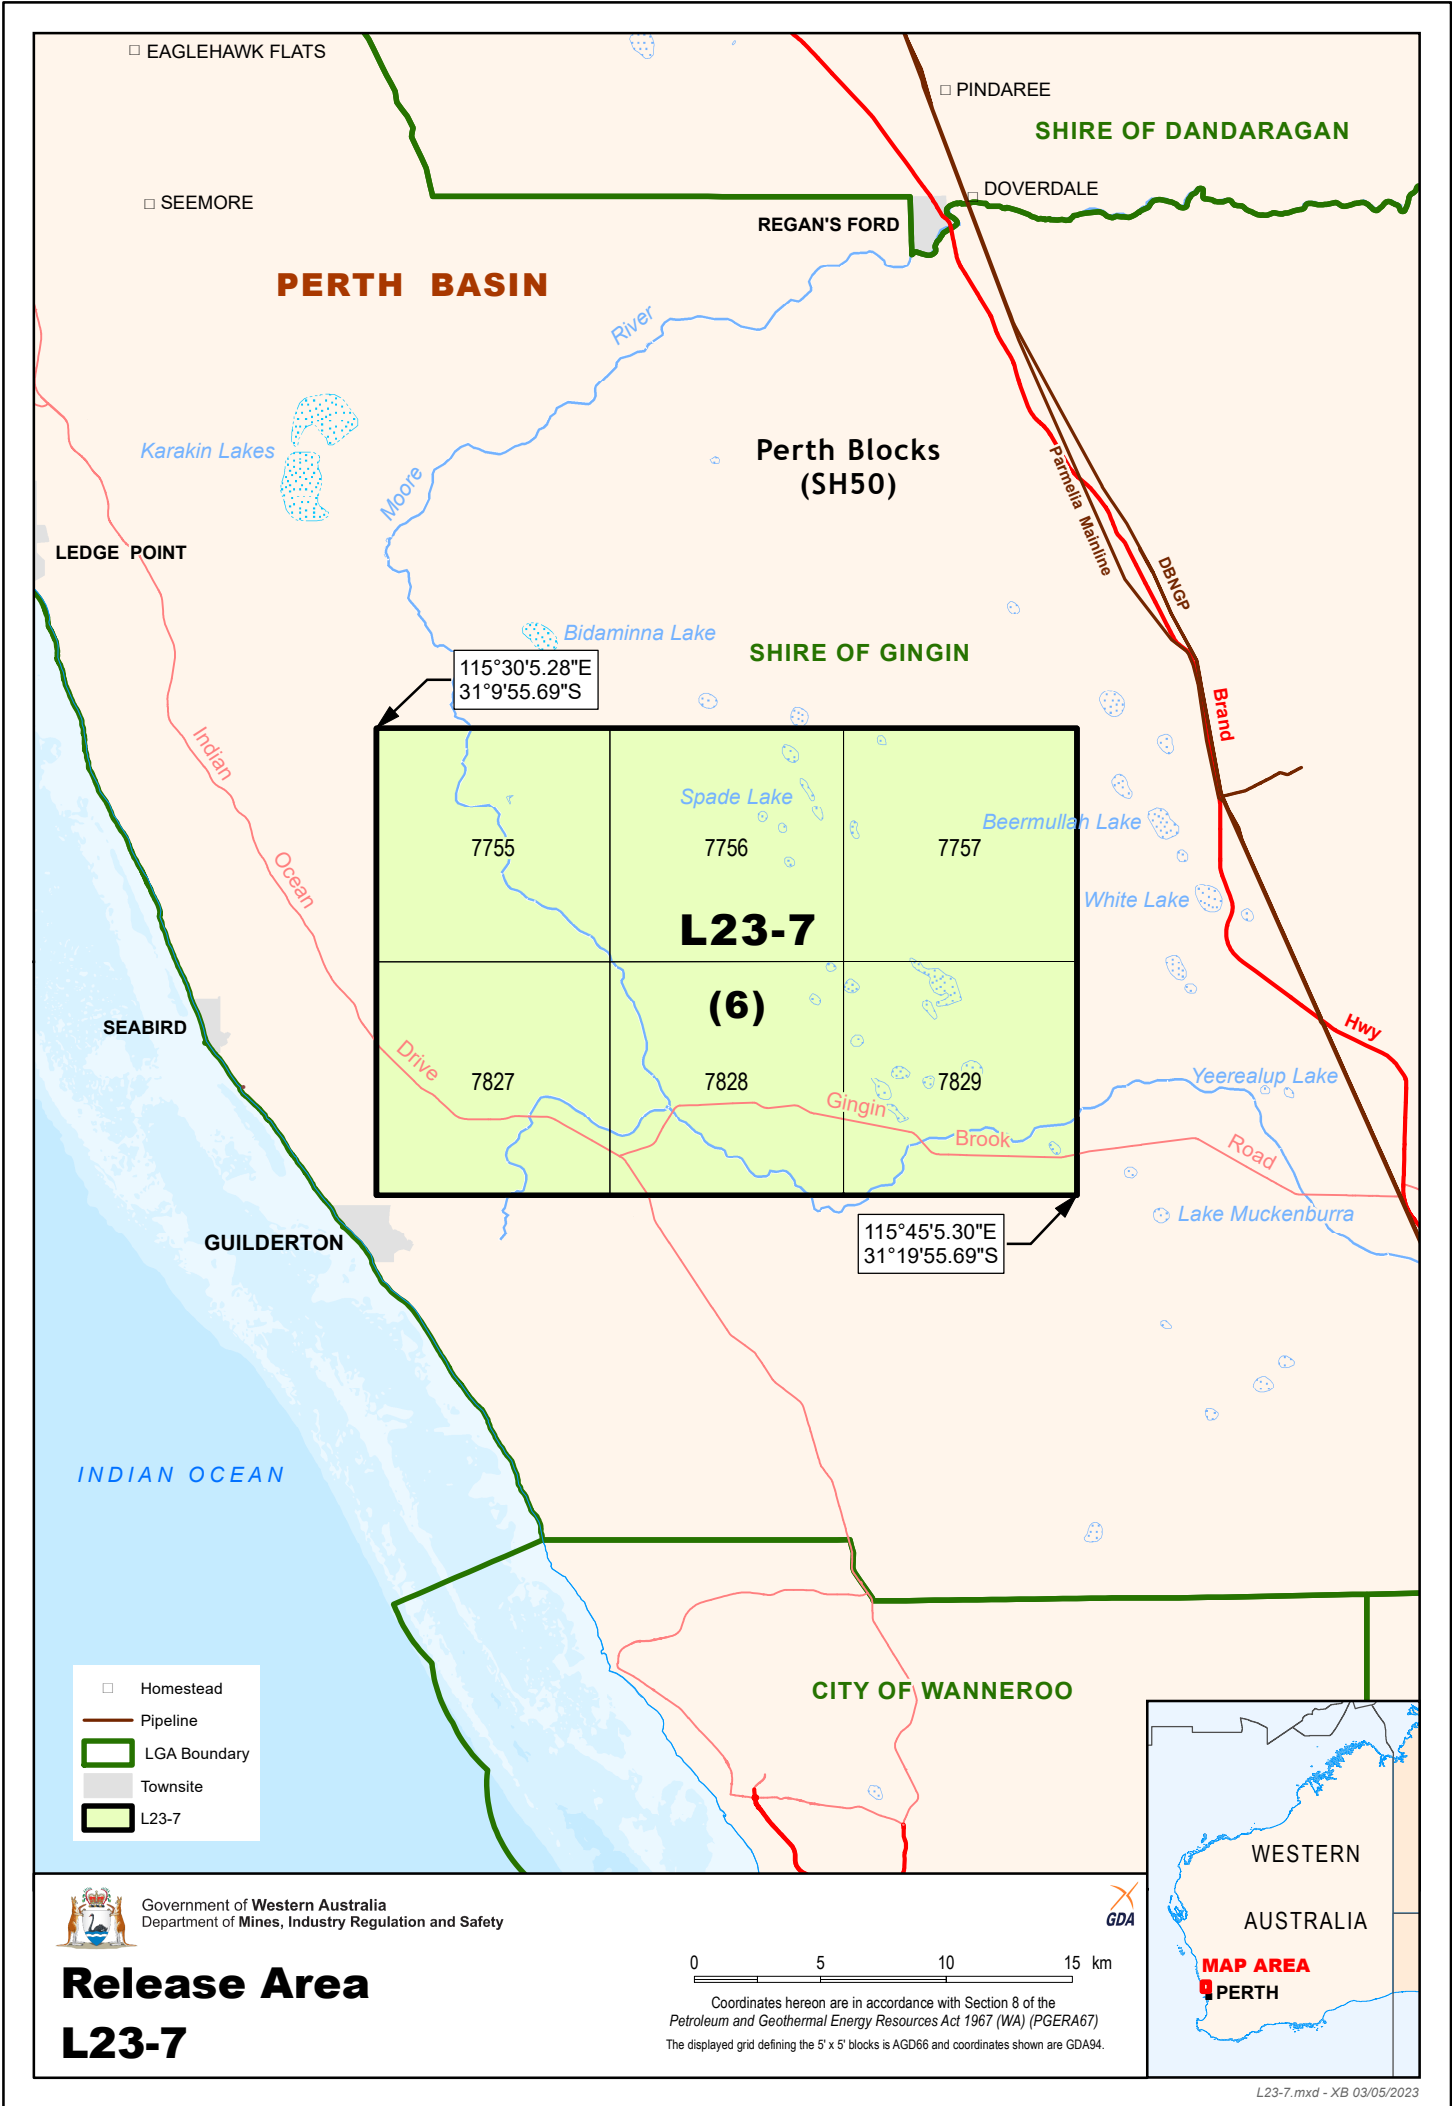 EAGLEHAWK FLATS
PINDAREE
SHIRE OF DANDARAGAN
SEEMORE
DOVERDALE
REGAN'S FORD
PERTH BASIN
River
Karakin Lakes
Perth Blocks
(SH50)
Moore
Parmelia Mainline
LEDGE POINT
DBNGP
Bidaminna Lake
SHIRE OF GINGIN
115°30'5.28"E
31°9'55.69"S
Brand
Indian
Spade Lake
Beermullah Lake
7755
7756
7757
Ocean
White Lake
L23-7
(6)
SEABIRD
Hwy
Drive
7827
7828
7829
Yeerealup Lake
Gingin
Brook
Road
Lake Muckenburra
GUILDERTON
115°45'5.30"E
31°19'55.69"S
INDIAN OCEAN
CITY OF WANNEROO
Homestead
Pipeline
LGA Boundary
Townsite
L23-7
WESTERN
AUSTRALIA
MAP AREA
PERTH
Government of Western Australia
Department of Mines, Industry Regulation and Safety
GDA
Release Area
L23-7
0 5 10 15 km
Coordinates hereon are in accordance with Section 8 of the
Petroleum and Geothermal Energy Resources Act 1967 (WA) (PGERA67)
The displayed grid defining the 5' x 5' blocks is AGD66 and coordinates shown are GDA94.
L23-7.mxd - XB 03/05/2023